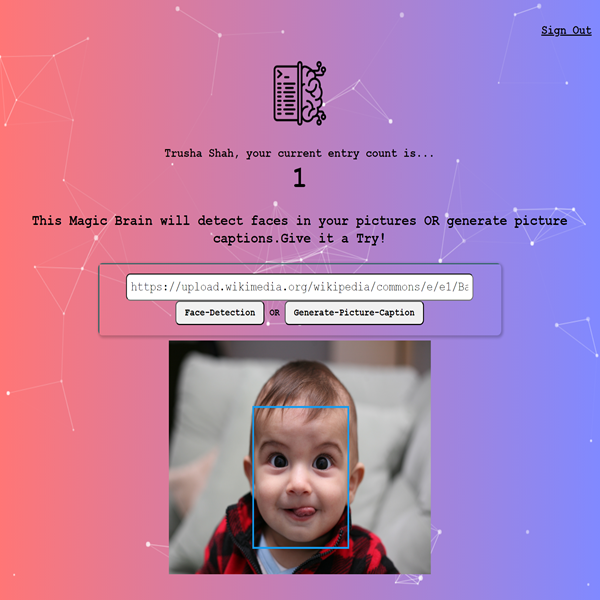 Sign Out
Trusha Shah, your current entry count is...
1
This Magic Brain will detect faces in your pictures OR generate picture
captions.Give it a Try!
https://upload.wikimedia.org/wikipedia/commons/e/e1/Ba
Face-Detection OR Generate-Picture-Caption